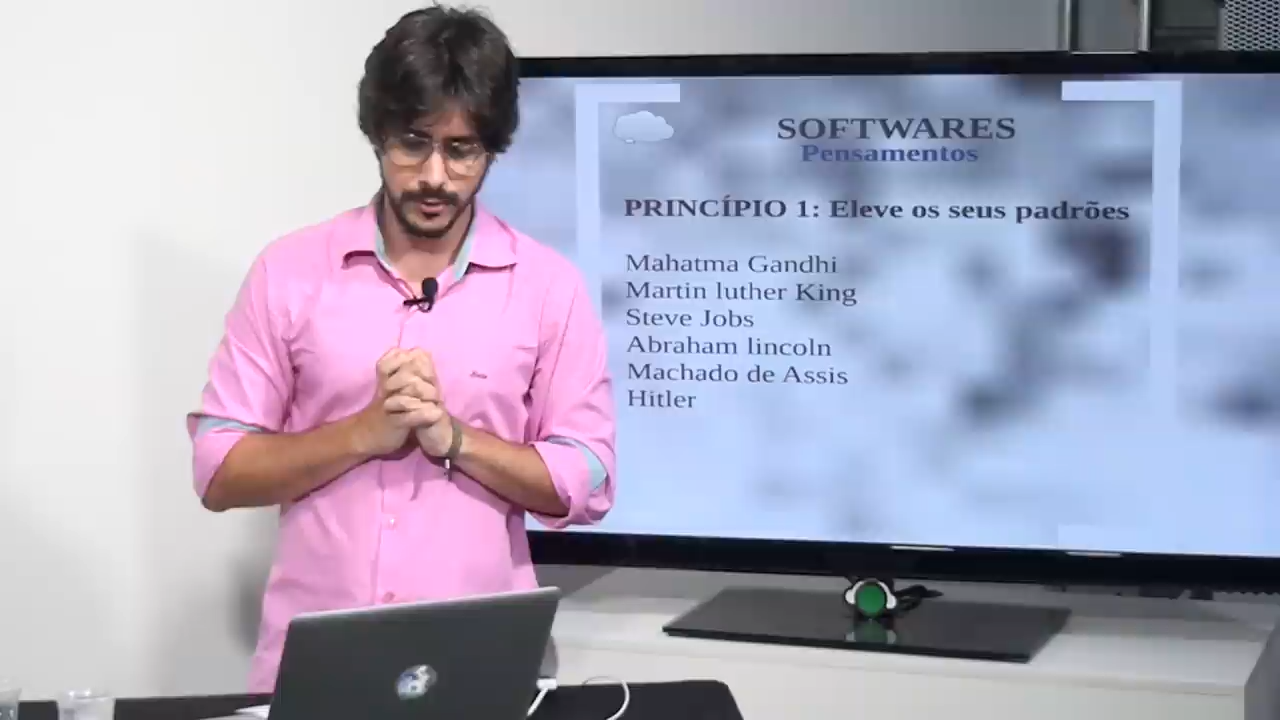 SOFTWARES
Pensamentos
PRINCÍPIO 1: Eleve os seus padrões
Mahatma Gandhi
Martin luther King
Steve Jobs
Abraham lincoln
Machado de Assis
Hitler